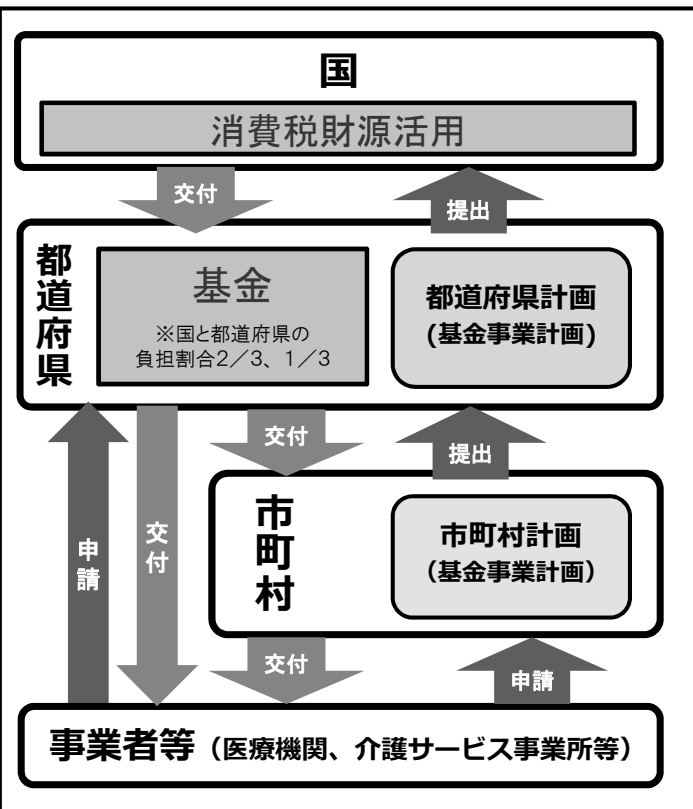 国
消費税財源活用
交付
提出
都道府県
基金
※国と都道府県の
負担割合2／3、1／3
都道府県計画
(基金事業計画)
交付
提出
申請
交付
市町村
市町村計画
（基金事業計画）
交付
申請
事業者等（医療機関、介護サービス事業所等）